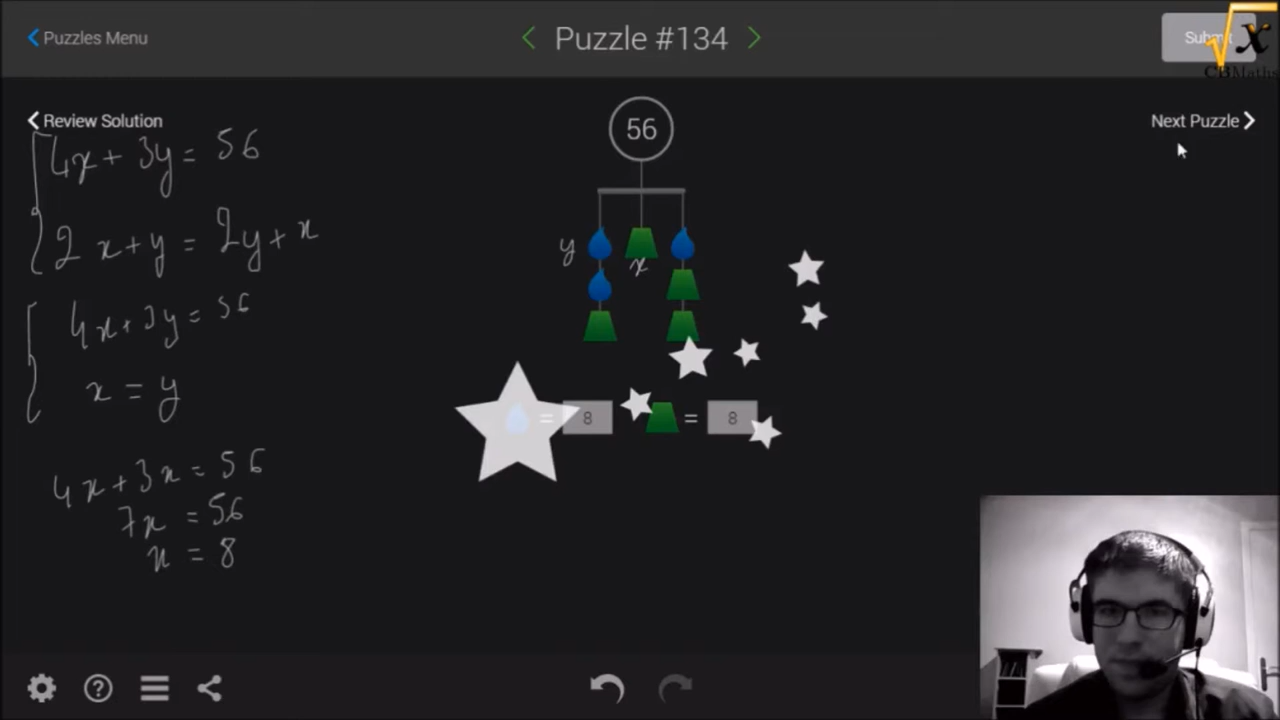 Puzzles Menu
Puzzle #134
CBMaths
Review Solution
Next Puzzle
56
4x + 3y = 56
2x + y = 2y + x
y
x
4x + 3y = 56
x = y
= 8
= 8
4x + 3x = 56
7x = 56
x = 8